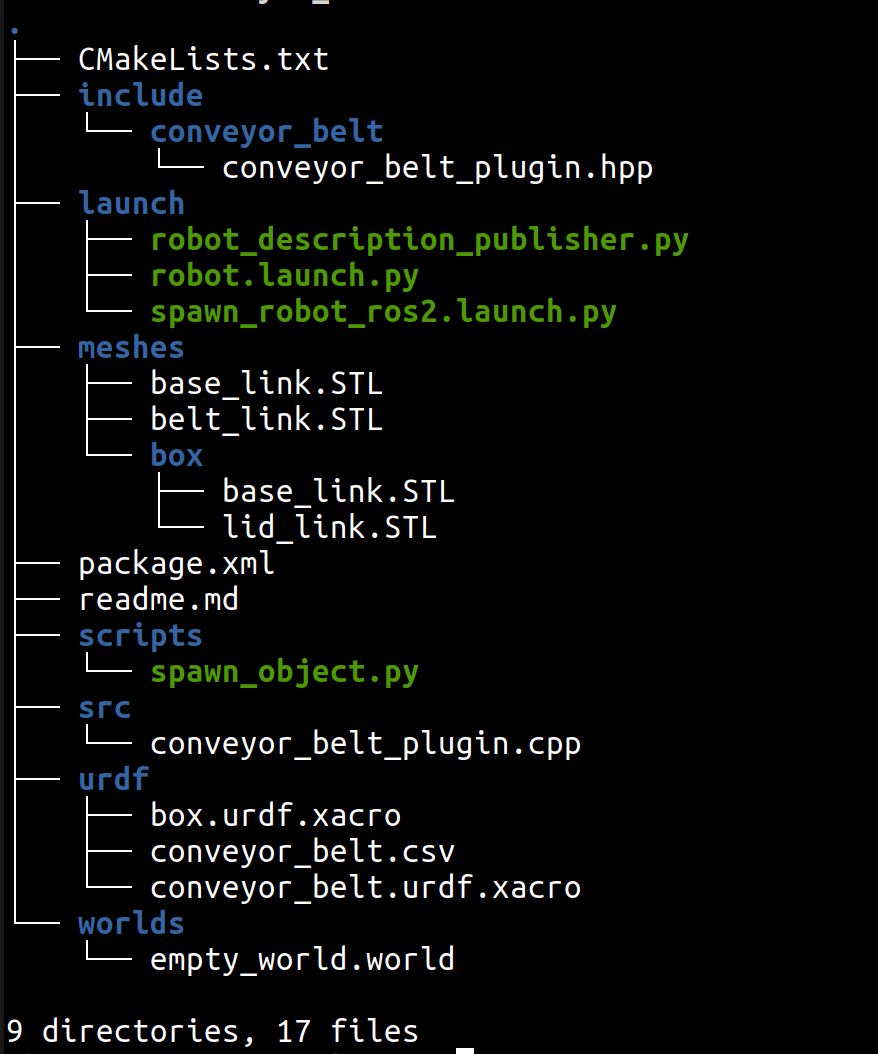 .
├── CMakeLists.txt
├── include
│   └── conveyor_belt
│       └── conveyor_belt_plugin.hpp
├── launch
│   ├── robot_description_publisher.py
│   ├── robot.launch.py
│   └── spawn_robot_ros2.launch.py
├── meshes
│   ├── base_link.STL
│   ├── belt_link.STL
│   └── box
│       ├── base_link.STL
│       └── lid_link.STL
├── package.xml
├── readme.md
├── scripts
│   └── spawn_object.py
├── src
│   └── conveyor_belt_plugin.cpp
├── urdf
│   ├── box.urdf.xacro
│   ├── conveyor_belt.csv
│   └── conveyor_belt.urdf.xacro
└── worlds
    └── empty_world.world

9 directories, 17 files